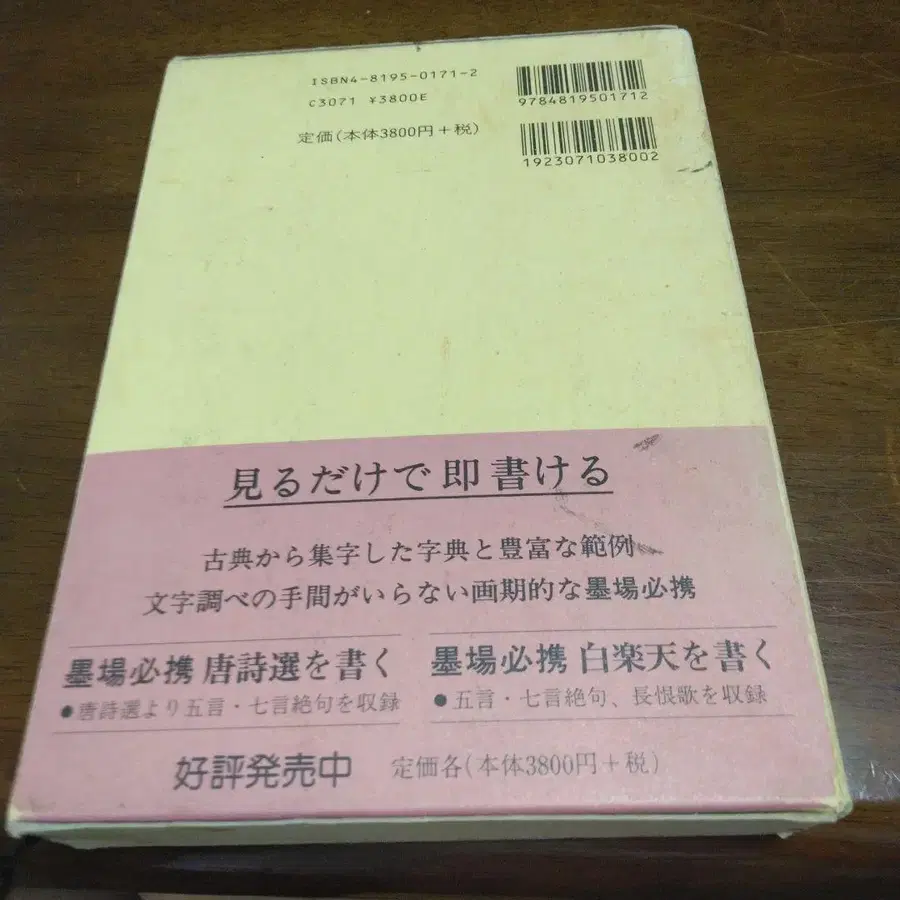 ISBN4-8195-0171-2
C3071 ¥3800E
定価(本体3800円+税)
9784819501712
1923071038002
見るだけで即書ける
古典から集字した字典と豊富な範例
文字調べの手間がいらない画期的な墨場必携
墨場必携 唐詩選を書く
●唐詩選より五言・七言絶句を収録
墨場必携 白楽天を書く
●五言・七言絶句、長恨歌を収録
好評発売中 定価各(本体3800円+税)